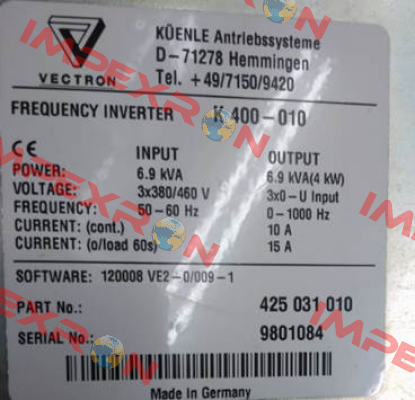 VECTRON
KÜENLE Antriebssysteme
D-71278 Hemmingen
Tel. +49/7150/9420
FREQUENCY INVERTER K 400-010
CE INPUT OUTPUT
POWER: 6.9 kVA 6.9 kVA(4 kW)
VOLTAGE: 3x380/460 V 3x0-U Input
FREQUENCY: 50-60 Hz 0-1000 Hz
CURRENT: (cont.) 10 A
CURRENT: (o/load 60s) 15 A
SOFTWARE: 120008 VE2-0/009-1
PART No.: 425 031 010
SERIAL No.: 9801084
Made in Germany
IMPEXRON
IMPEXRON
IMPEXRON
IMPEXRON